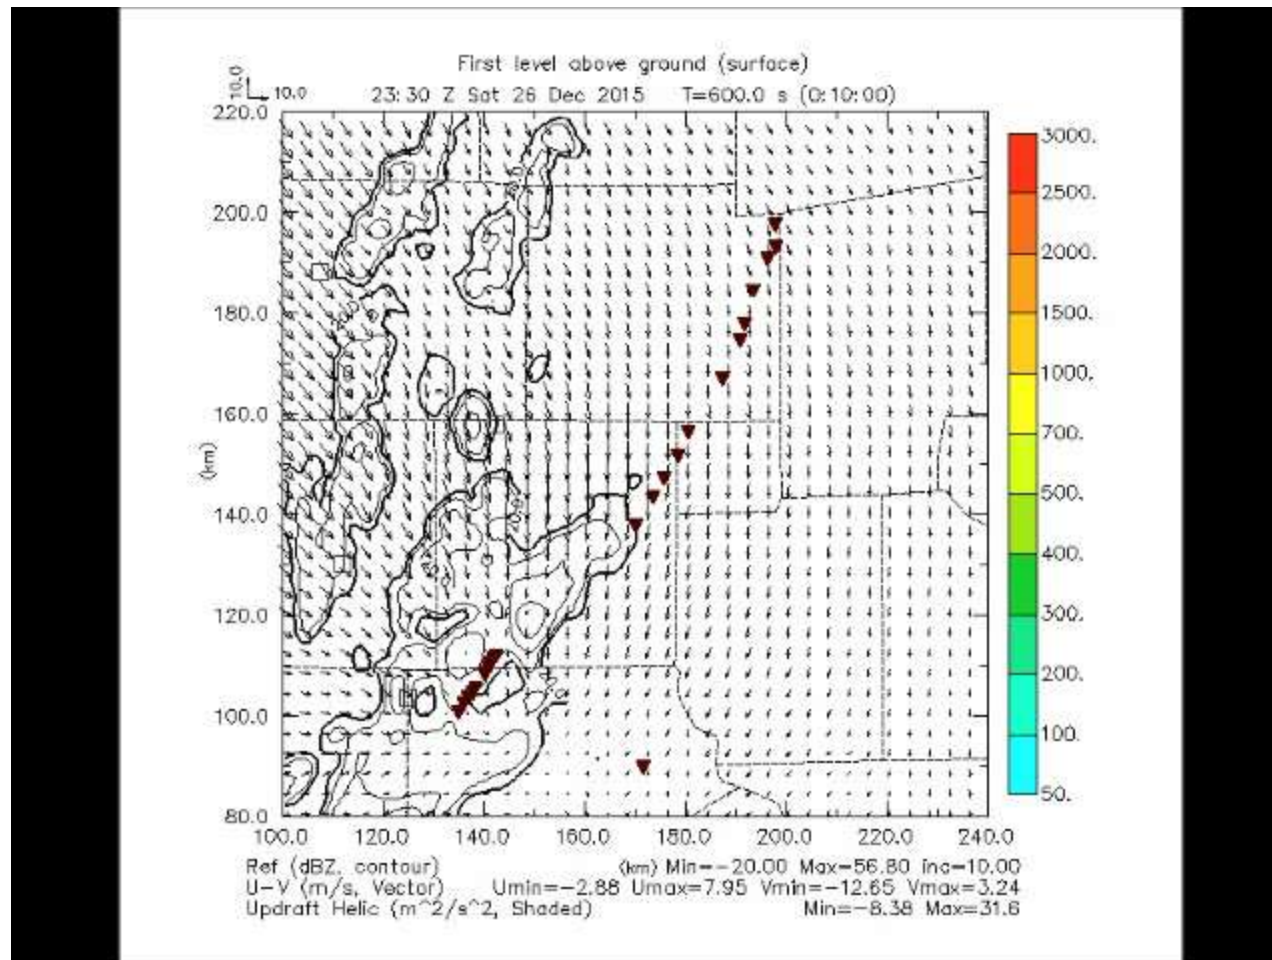 First level above ground (surface)
10.0
10.0
23:30 Z Sat 26 Dec 2015 T=600.0 s (0:10:00)
220.0
200.0
180.0
160.0
140.0
120.0
100.0
80.0
(km)
100.0 120.0 140.0 160.0 180.0 200.0 220.0 240.0
(km)
3000.
2500.
2000.
1500.
1000.
700.
500.
400.
300.
200.
100.
50.
Ref (dBZ, contour) Min=-20.00 Max=56.80 inc=10.00
U-V (m/s, Vector) Umin=-2.88 Umax=7.95 Vmin=-12.65 Vmax=3.24
Updraft Helic (m^2/s^2, Shaded) Min=-8.38 Max=31.6